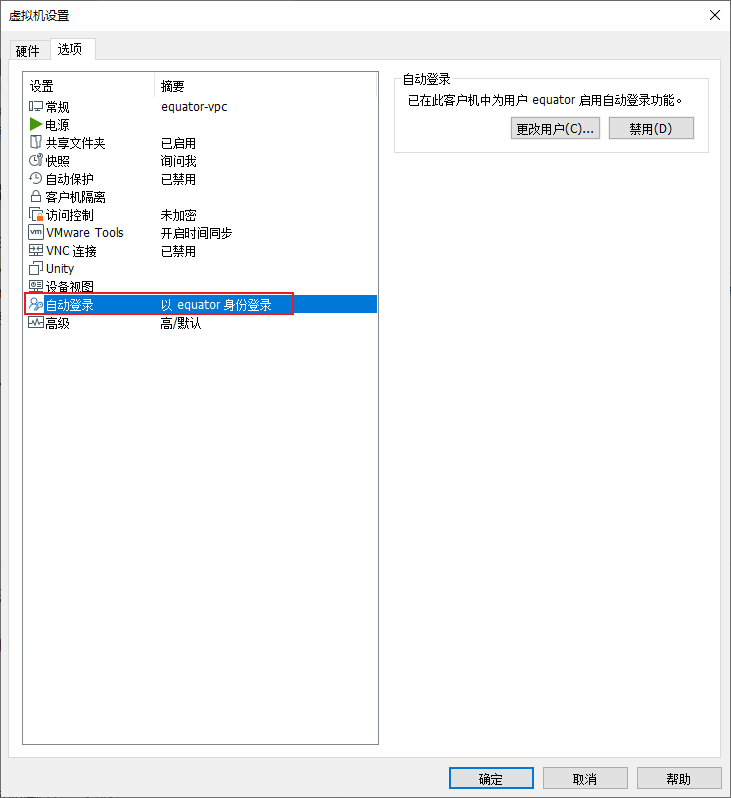 虚拟机设置
硬件 选项
设置 摘要
常规 equator-vpc
电源
共享文件夹 已启用
快照 询问我
自动保护 已禁用
客户机隔离
访问控制 未加密
VMware Tools 开启时间同步
VNC 连接 已禁用
Unity
设备视图
自动登录 以 equator 身份登录
高级 高/默认
自动登录
已在此客户机中为用户 equator 启用自动登录功能。
更改用户(C)... 禁用(D)
确定 取消 帮助